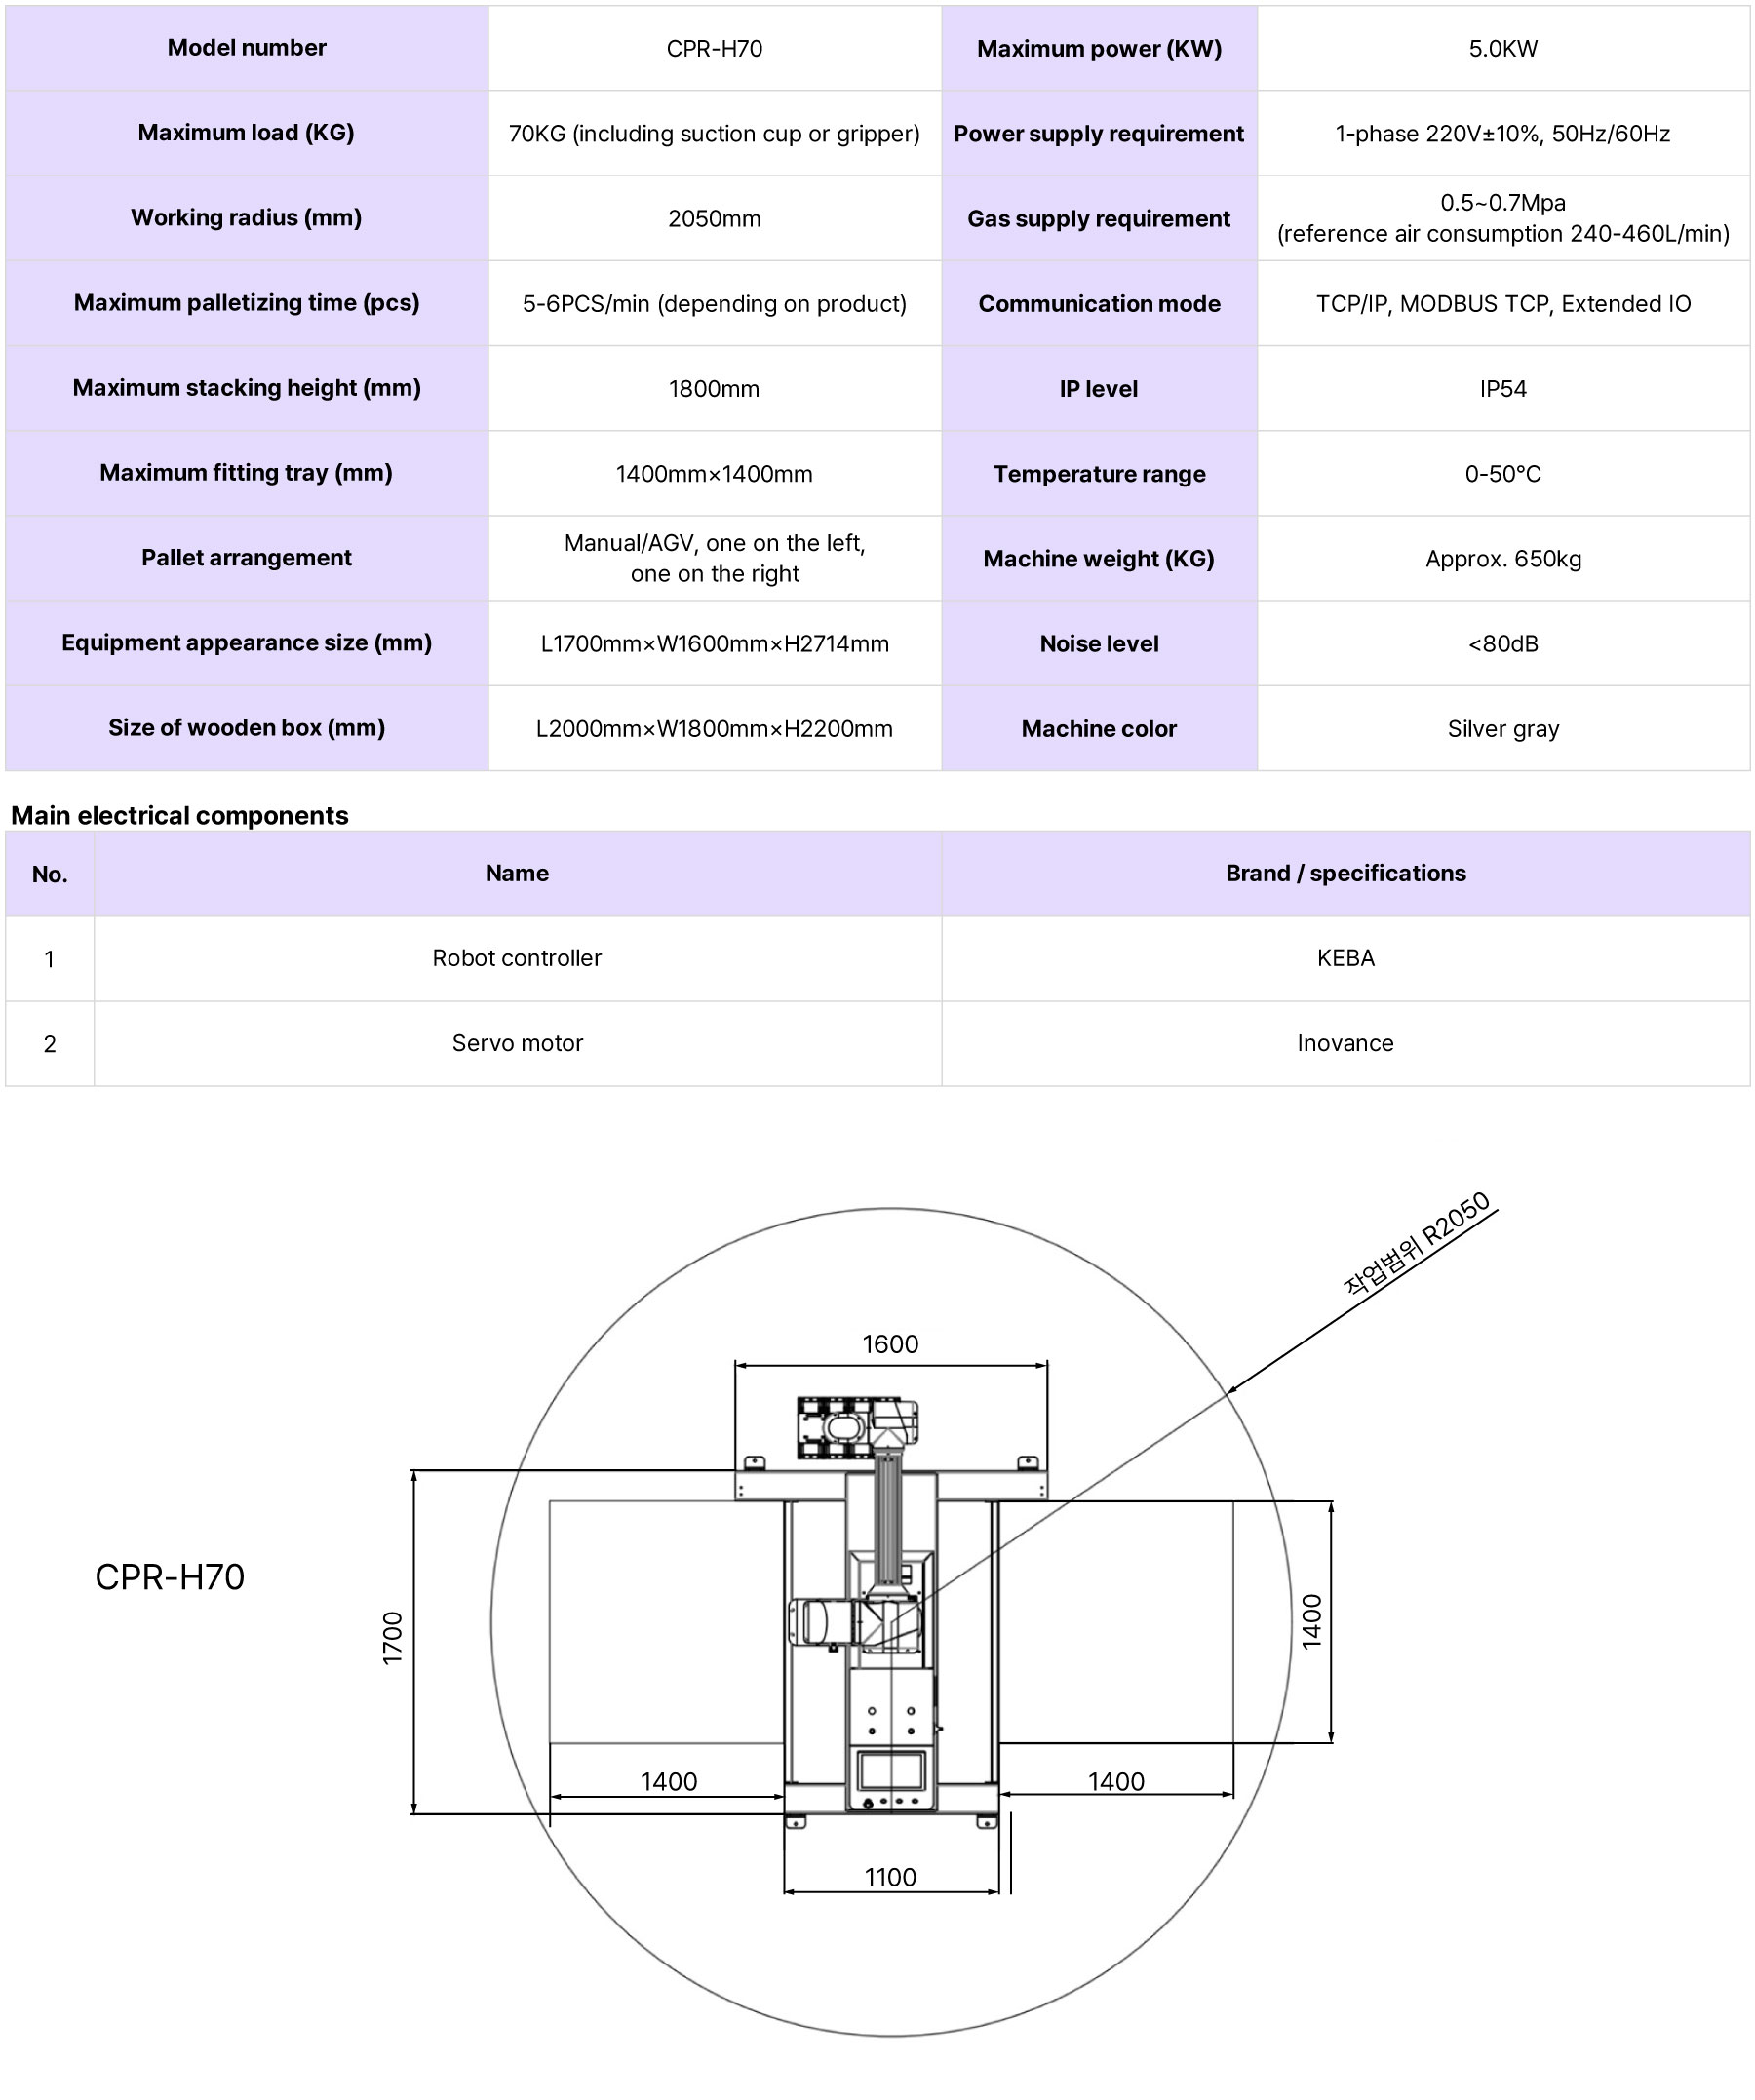 Model number CPR-H70 Maximum power (KW) 5.0KW
Maximum load (KG) 70KG (including suction cup or gripper) Power supply requirement 1-phase 220V±10%, 50Hz/60Hz
Working radius (mm) 2050mm Gas supply requirement 0.5~0.7Mpa
(reference air consumption 240-460L/min)
Maximum palletizing time (pcs) 5-6PCS/min (depending on product) Communication mode TCP/IP, MODBUS TCP, Extended IO
Maximum stacking height (mm) 1800mm IP level IP54
Maximum fitting tray (mm) 1400mm×1400mm Temperature range 0-50°C
Pallet arrangement Manual/AGV, one on the left,
one on the right Machine weight (KG) Approx. 650kg
Equipment appearance size (mm) L1700mm×W1600mm×H2714mm Noise level <80dB
Size of wooden box (mm) L2000mm×W1800mm×H2200mm Machine color Silver gray
Main electrical components
No. Name Brand / specifications
1 Robot controller KEBA
2 Servo motor Inovance
작업범위 R2050
1600
CPR-H70
1700
1400
1400
1400
1100